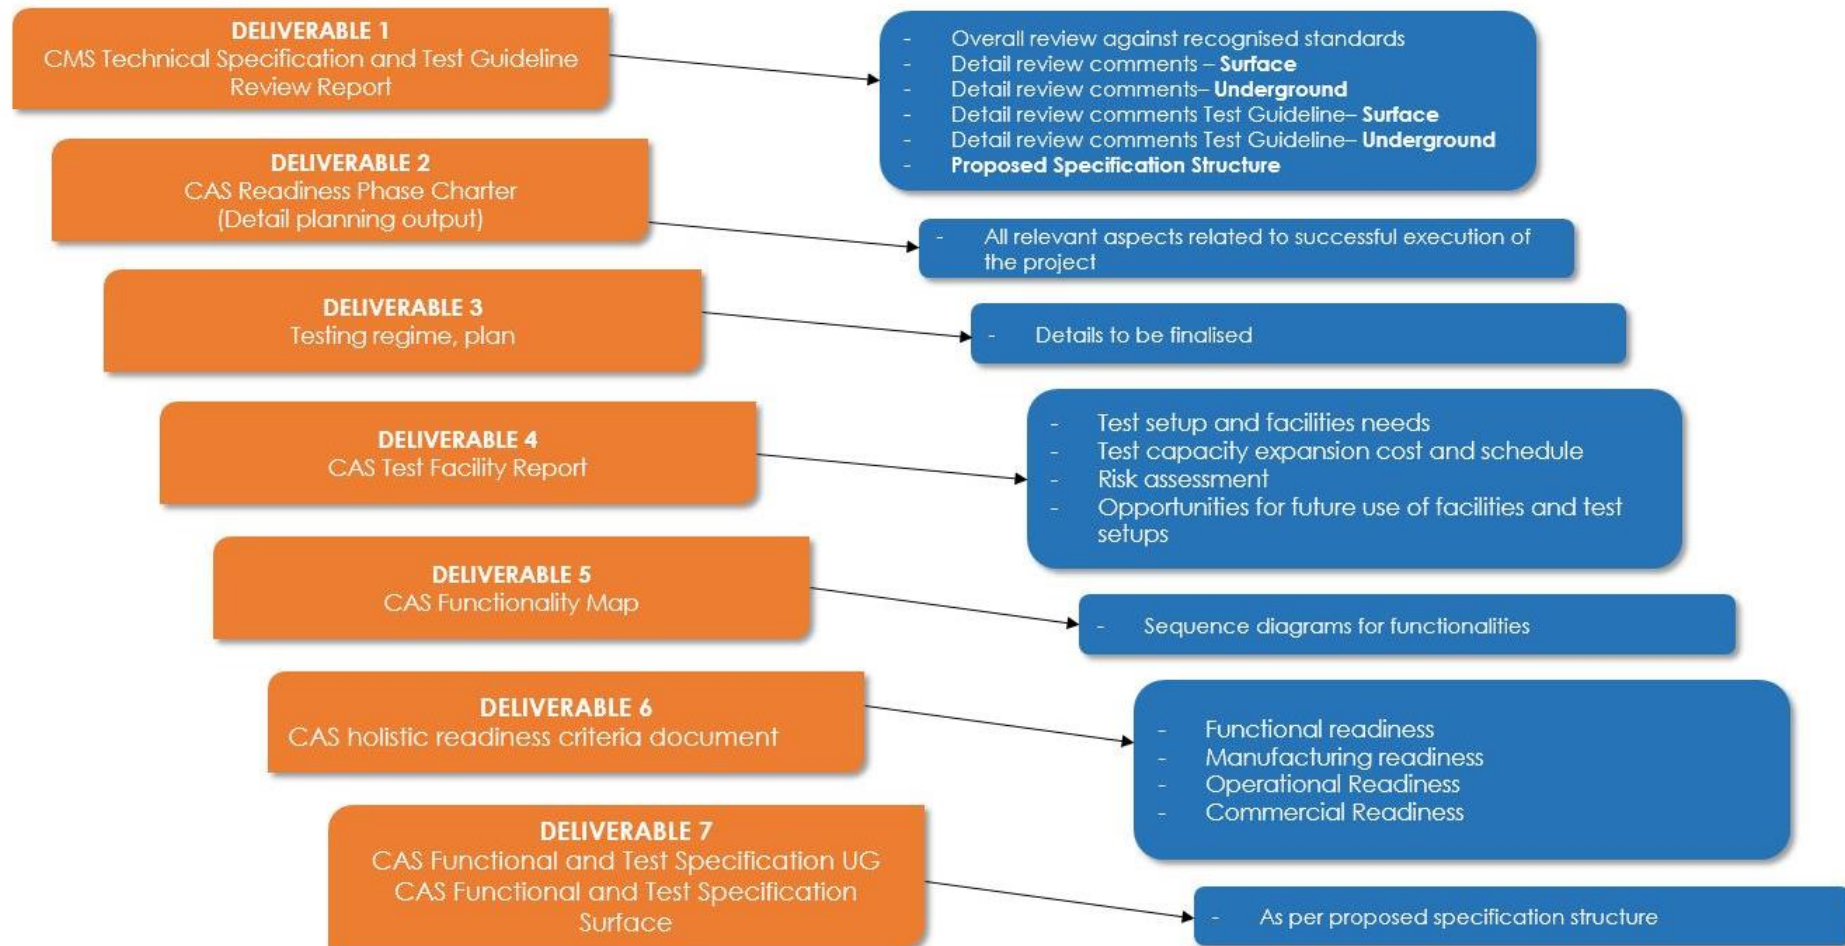 DELIVERABLE 1
CMS Technical Specification and Test Guideline
Review Report
- Overall review against recognised standards
- Detail review comments – Surface
- Detail review comments– Underground
- Detail review comments Test Guideline– Surface
- Detail review comments Test Guideline– Underground
- Proposed Specification Structure
DELIVERABLE 2
CAS Readiness Phase Charter
(Detail planning output)
- All relevant aspects related to successful execution of
the project
DELIVERABLE 3
Testing regime, plan
- Details to be finalised
DELIVERABLE 4
CAS Test Facility Report
- Test setup and facilities needs
- Test capacity expansion cost and schedule
- Risk assessment
- Opportunities for future use of facilities and test
setups
DELIVERABLE 5
CAS Functionality Map
- Sequence diagrams for functionalities
DELIVERABLE 6
CAS holistic readiness criteria document
- Functional readiness
- Manufacturing readiness
- Operational Readiness
- Commercial Readiness
DELIVERABLE 7
CAS Functional and Test Specification UG
CAS Functional and Test Specification
Surface
- As per proposed specification structure